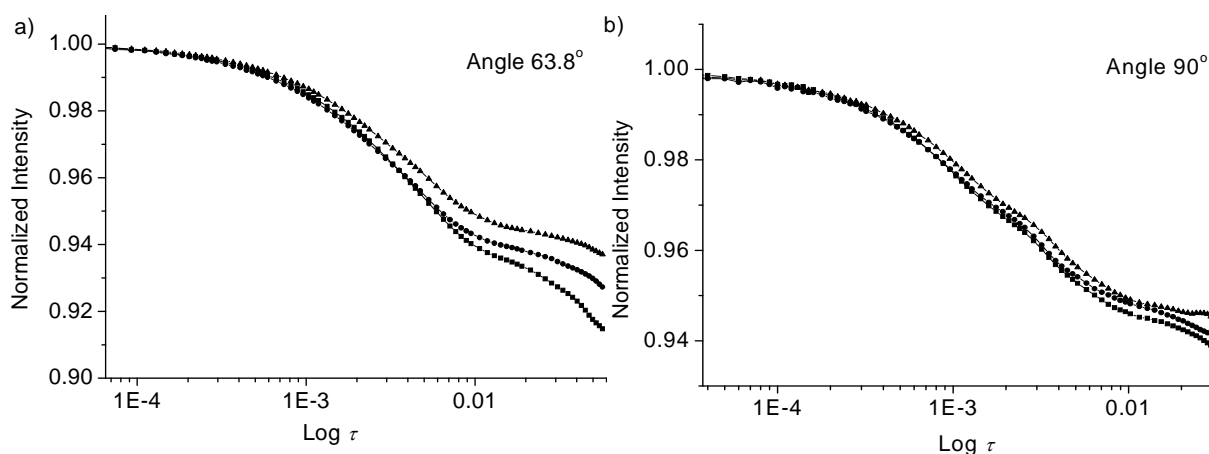 a)
Angle 63.8°
Normalized Intensity
1.00
0.98
0.96
0.94
0.92
0.90
1E-4 1E-3 0.01
Log τ
b)
Angle 90°
Normalized Intensity
1.00
0.98
0.96
0.94
1E-4 1E-3 0.01
Log τ